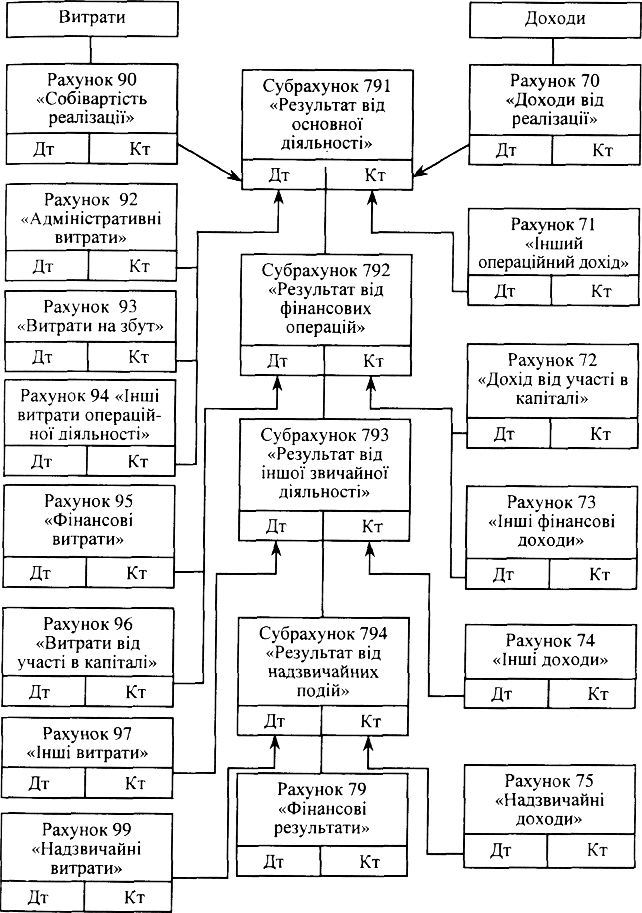 Витрати
Рахунок 90
«Собівартість
реалізації»
Дт Кт
Рахунок 92
«Адміністративні
витрати»
Дт Кт
Рахунок 93
«Витрати на збут»
Дт Кт
Рахунок 94 «Інші
витрати операцій-
ної діяльності»
Дт Кт
Рахунок 95
«Фінансові
витрати»
Дт Кт
Рахунок 96
«Витрати від
участі в капіталі»
Дт Кт
Рахунок 97
«Інші витрати»
Дт Кт
Рахунок 99
«Надзвичайні
витрати»
Дт Кт
Субрахунок 791
«Результат від
основної
діяльності»
Дт Кт
Субрахунок 792
«Результат від
фінансових
операцій»
Дт Кт
Субрахунок 793
«Результат від
іншої звичайної
діяльності»
Дт Кт
Субрахунок 794
«Результат від
надзвичайних
подій»
Дт Кт
Рахунок 79
«Фінансові
результати»
Дт Кт
Доходи
Рахунок 70
«Доходи від
реалізації»
Дт Кт
Рахунок 71
«Інший
операційний дохід»
Дт Кт
Рахунок 72
«Дохід від участі в
капіталі»
Дт Кт
Рахунок 73
«Інші фінансові
доходи»
Дт Кт
Рахунок 74
«Інші доходи»
Дт Кт
Рахунок 75
«Надзвичайні
доходи»
Дт Кт